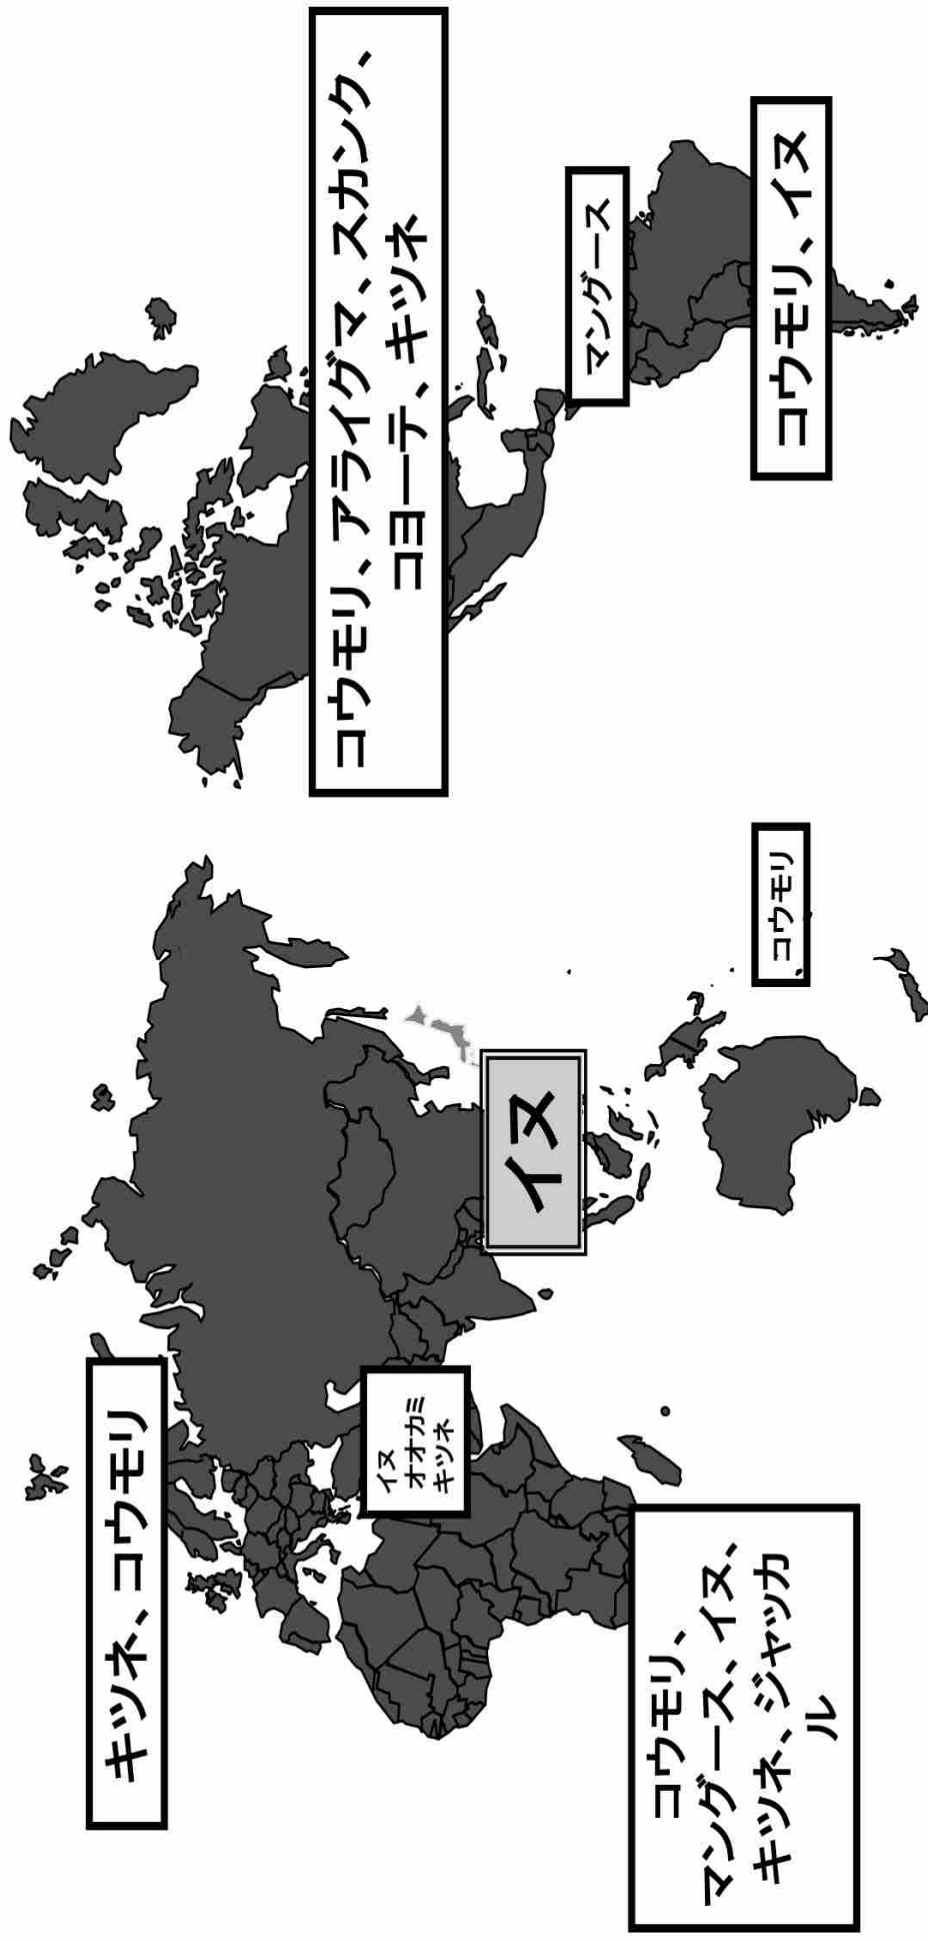 キツネ、コウモリ
コウモリ、アライグマ、スカンク、
コヨーテ、キツネ
イヌ
オオカミ
キツネ
イヌ
マングース
コウモリ、
マングース、イヌ、
キツネ、ジャッカ
ル
コウモリ
コウモリ、イヌ